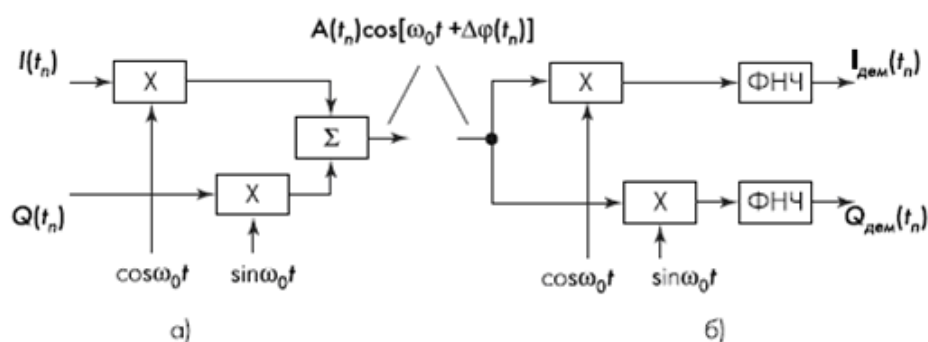 A(tₙ)cos[ω₀t +Δφ(tₙ)]
I(tₙ)
X
Σ
Q(tₙ)
X
cosω₀t
sinω₀t
а)
X
ФНЧ
Iдем(tₙ)
X
ФНЧ
Qдем(tₙ)
cosω₀t
sinω₀t
б)